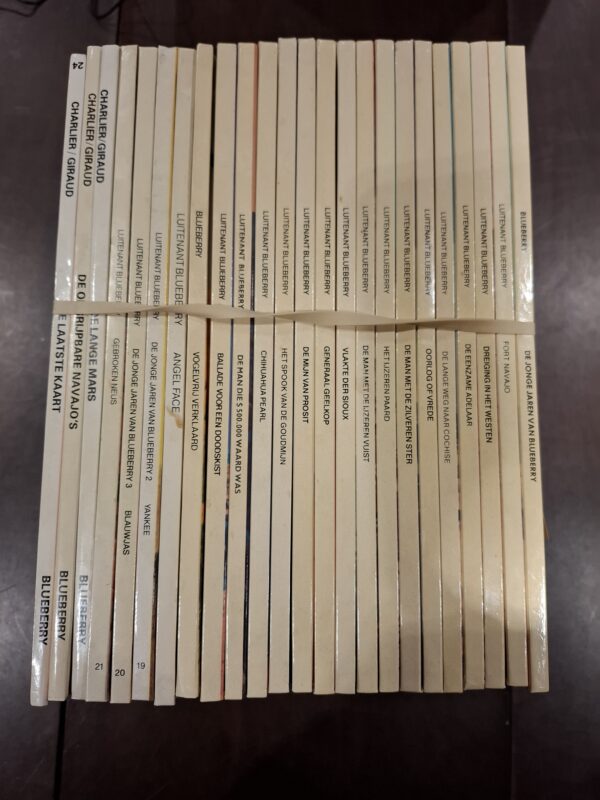 24 CHARLIER / GIRAUD LAATSTE KAART BLUEBERRY
CHARLIER / GIRAUD DE O RIJPBARE NAVAJO'S BLUEBERRY
CHARLIER/GIRAUD LANGE MARS BLUEBERRY
LUITENANT BLUEBERRY GEBROKEN NEUS 21
LUITENANT BLUEBERRY DE JONGE JAREN VAN BLUEBERRY 3 BLAUWJAS 20
LUITENANT BLUEBERRY DE JONGE JAREN VAN BLUEBERRY 2 YANKEE 19
LUITENANT BLUEBERRY ANGEL FACE
BLUEBERRY VOGELVRIJ VERKLAARD
LUITENANT BLUEBERRY BALLADE VOOR EEN DOODSKIST
LUITENANT BLUEBERRY DE MAN DIE $ 500.000 WAARD WAS
LUITENANT BLUEBERRY CHIHUAHUA PEARL
LUITENANT BLUEBERRY HET SPOOK VAN DE GOUDMIJN
LUITENANT BLUEBERRY DE MIJN VAN PROSIT
LUITENANT BLUEBERRY GENERAAL GEELKOP
LUITENANT BLUEBERRY VLAKTE DER SIOUX
LUITENANT BLUEBERRY DE MAN MET DE IJZEREN VUIST
LUITENANT BLUEBERRY HET IJZEREN PAARD
LUITENANT BLUEBERRY DE MAN MET DE ZILVEREN STER
LUITENANT BLUEBERRY OORLOG OF VREDE
LUITENANT BLUEBERRY DE LANGE WEG NAAR COCHISE
LUITENANT BLUEBERRY DE EENZAME ADELAAR
LUITENANT BLUEBERRY DREIGING IN HET WESTEN
LUITENANT BLUEBERRY FORT NAVAJO
BLUEBERRY DE JONGE JAREN VAN BLUEBERRY